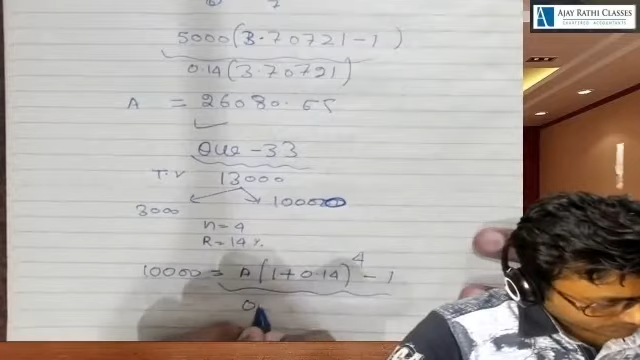 AJAY RATHI CLASSES
CHARTERED ACCOUNTANTS
5000(3.70721-1)
0.14(3.70721)
A = 26080.65
Que-33
T.V 13000
3000 10000
n=4
R=14%
10000 = A(1+0.14)^4-1
0.